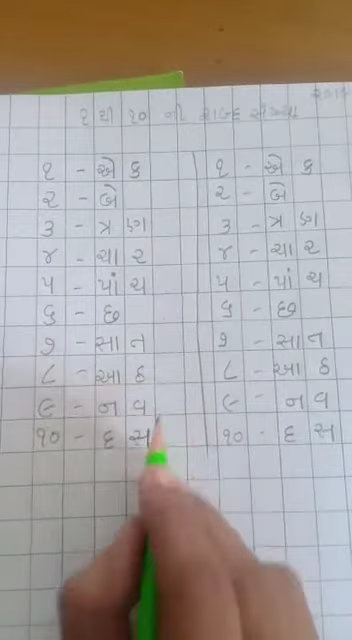 ૧ થી ૧૦ ની શબ્દ સંખ્યા
૧ - એક ૧ - એક
૨ - બે ૨ - બે
૩ - ત્રણ ૩ - ત્રણ
૪ - ચાર ૪ - ચાર
૫ - પાંચ ૫ - પાંચ
૬ - છ ૬ - છ
૭ - સાત ૭ - સાત
૮ - આઠ ૮ - આઠ
૯ - નવ ૯ - નવ
૧૦ - દસ ૧૦ - દસ